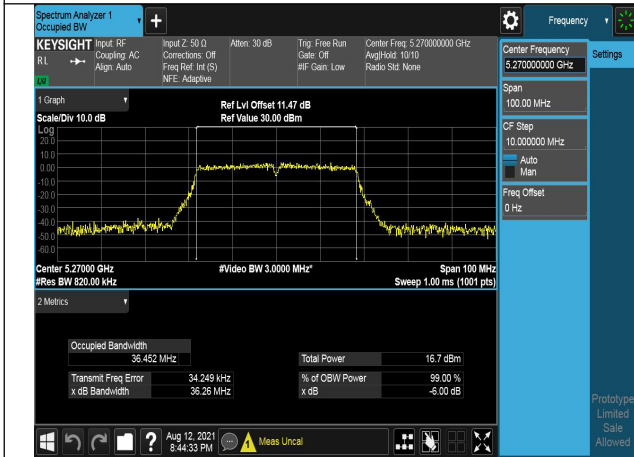 Spectrum Analyzer 1
Occupied BW
Frequency
KEYSIGHT
RL
Input: RF
Coupling: AC
Align: Auto
Input Z: 50 Ω
Corrections: Off
Freq Ref: Int (S)
NFE: Adaptive
Atten: 30 dB
Trig: Free Run
Gate: Off
#IF Gain: Low
Center Freq: 5.270000000 GHz
Avg|Hold: 10/10
Radio Std: None
Center Frequency
5.270000000 GHz
Settings
Span
100.00 MHz
CF Step
10.000000 MHz
Auto
Man
Freq Offset
0 Hz
1 Graph
Scale/Div 10.0 dB
Ref Lvl Offset 11.47 dB
Ref Value 30.00 dBm
Log
20.0
10.0
0.00
-10.0
-20.0
-30.0
-40.0
-50.0
-60.0
Center 5.27000 GHz
#Video BW 3.0000 MHz*
Span 100 MHz
#Res BW 820.00 kHz
Sweep 1.00 ms (1001 pts)
2 Metrics
Occupied Bandwidth
36.452 MHz
Total Power 16.7 dBm
Transmit Freq Error 34.249 kHz
% of OBW Power 99.00 %
x dB Bandwidth 36.26 MHz
x dB -6.00 dB
Prototype
Limited
Sale
Allowed
?
Aug 12, 2021
8:44:33 PM
Meas Uncal